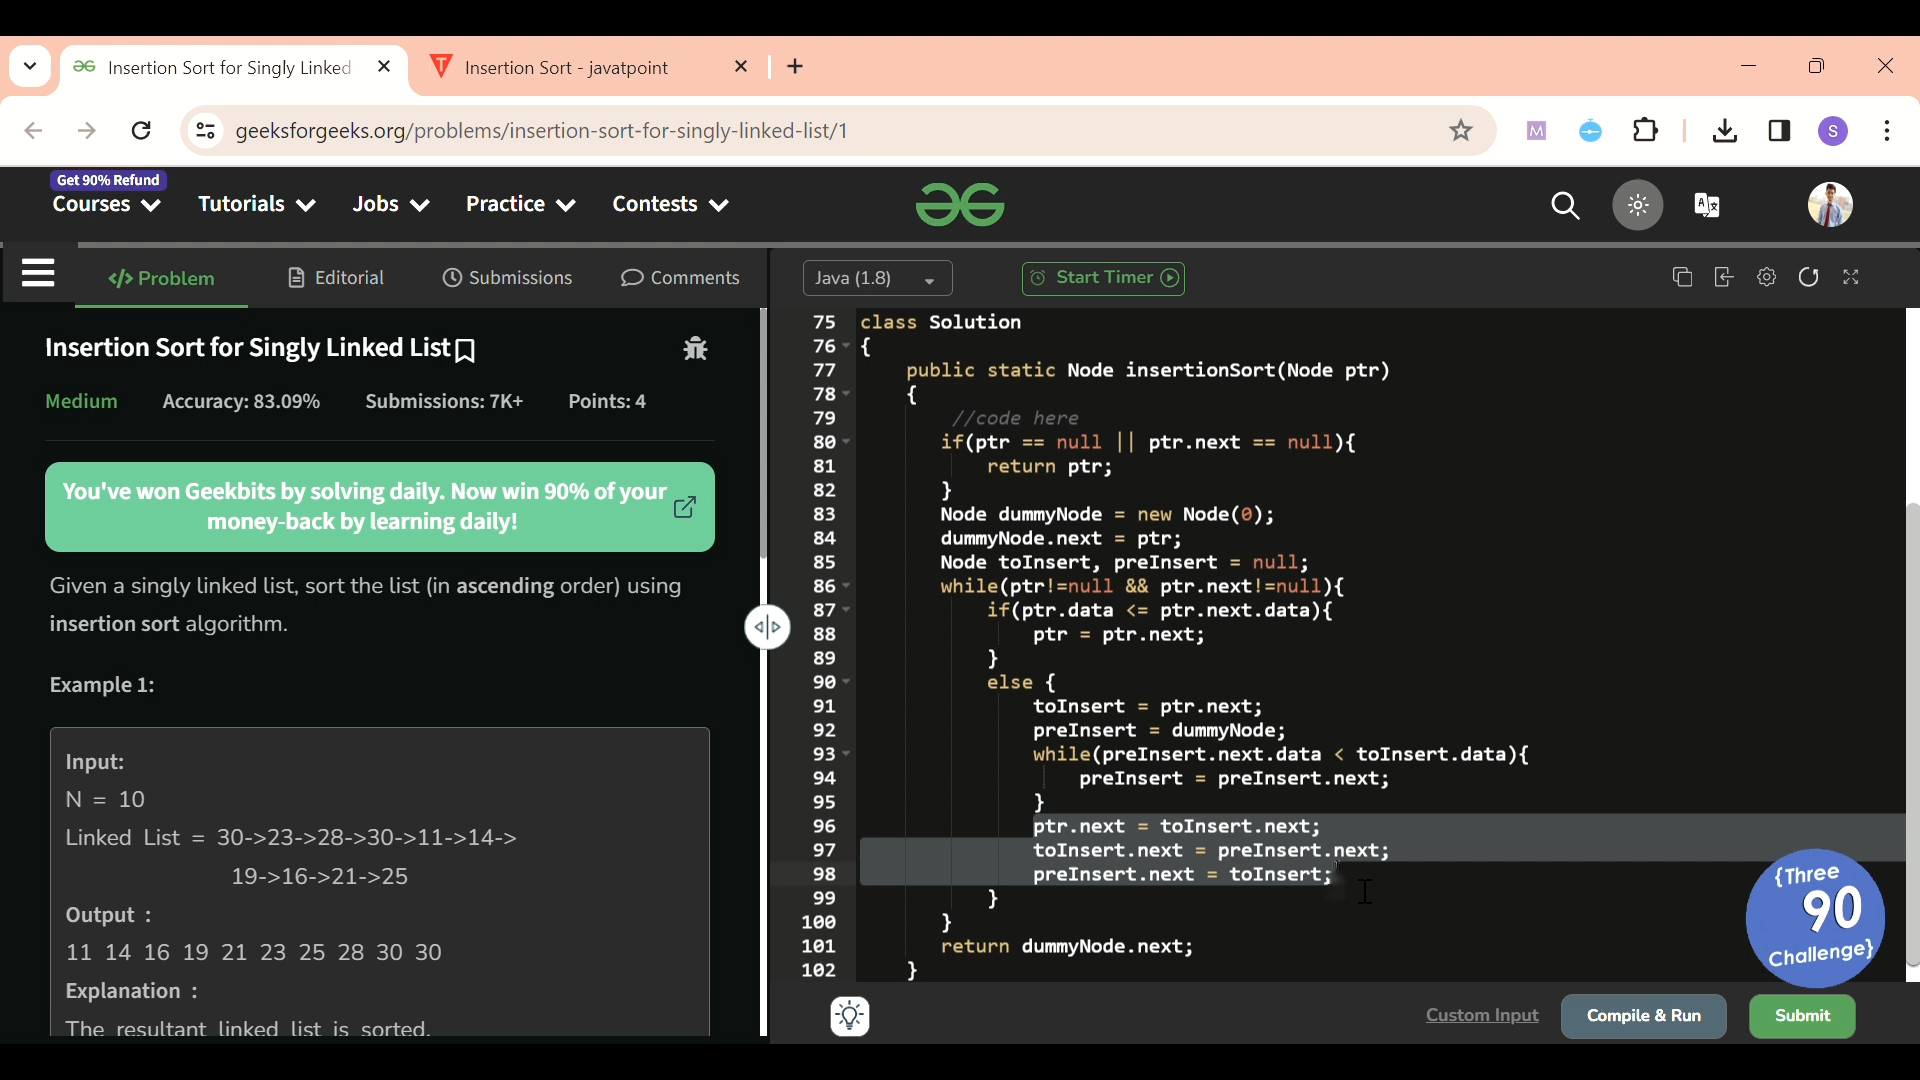 Insertion Sort for Singly Linked
Insertion Sort - javatpoint
geeksforgeeks.org/problems/insertion-sort-for-singly-linked-list/1
M
S
Get 90% Refund
Courses
Tutorials
Jobs
Practice
Contests
</> Problem
Editorial
Submissions
Comments
Java (1.8)
Start Timer
Insertion Sort for Singly Linked List
Medium
Accuracy: 83.09%
Submissions: 7K+
Points: 4
You've won Geekbits by solving daily. Now win 90% of your
money-back by learning daily!
Given a singly linked list, sort the list (in ascending order) using
insertion sort algorithm.
Example 1:
Input:
N = 10
Linked List = 30->23->28->30->11->14->
19->16->21->25
Output :
11 14 16 19 21 23 25 28 30 30
Explanation :
The resultant linked list is sorted.
75 class Solution
76 {
77 public static Node insertionSort(Node ptr)
78 {
79 //code here
80 if(ptr == null || ptr.next == null){
81 return ptr;
82 }
83 Node dummyNode = new Node(0);
84 dummyNode.next = ptr;
85 Node toInsert, preInsert = null;
86 while(ptr!=null && ptr.next!=null){
87 if(ptr.data <= ptr.next.data){
88 ptr = ptr.next;
89 }
90 else {
91 toInsert = ptr.next;
92 preInsert = dummyNode;
93 while(preInsert.next.data < toInsert.data){
94 preInsert = preInsert.next;
95 }
96 ptr.next = toInsert.next;
97 toInsert.next = preInsert.next;
98 preInsert.next = toInsert;
99 }
100 }
101 return dummyNode.next;
102 }
{Three
90
Challenge}
Custom Input
Compile & Run
Submit